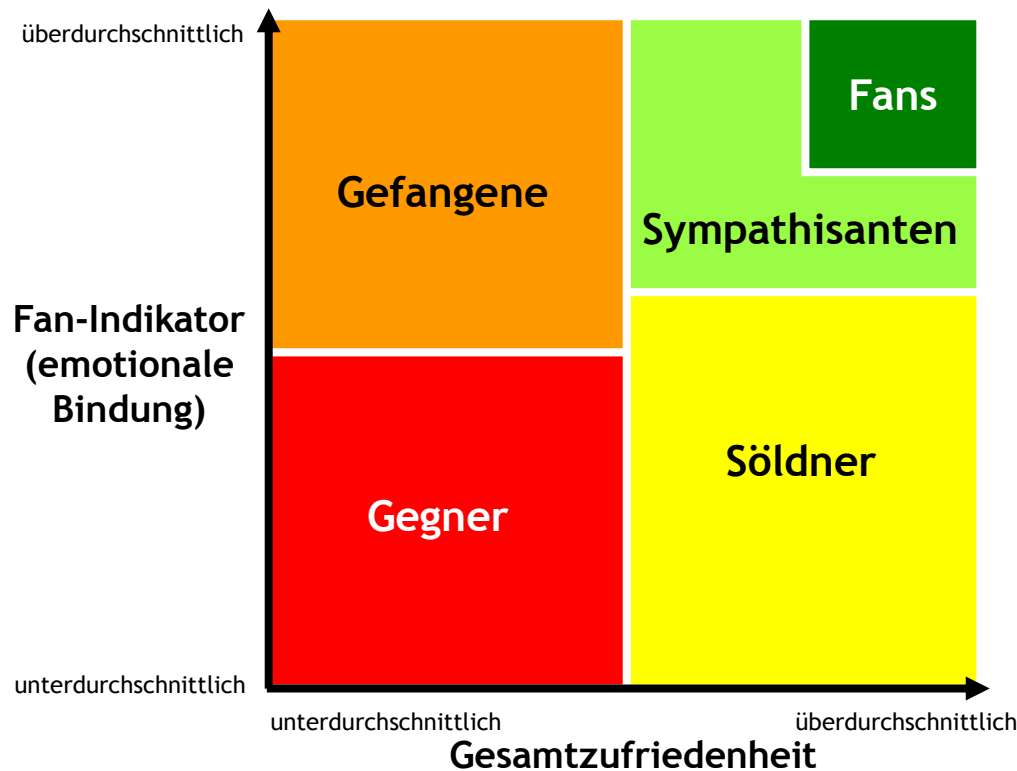 überdurchschnittlich
Fans
Gefangene
Sympathisanten
Fan-Indikator
(emotionale
Bindung)
Söldner
Gegner
unterdurchschnittlich
unterdurchschnittlich
überdurchschnittlich
Gesamtzufriedenheit